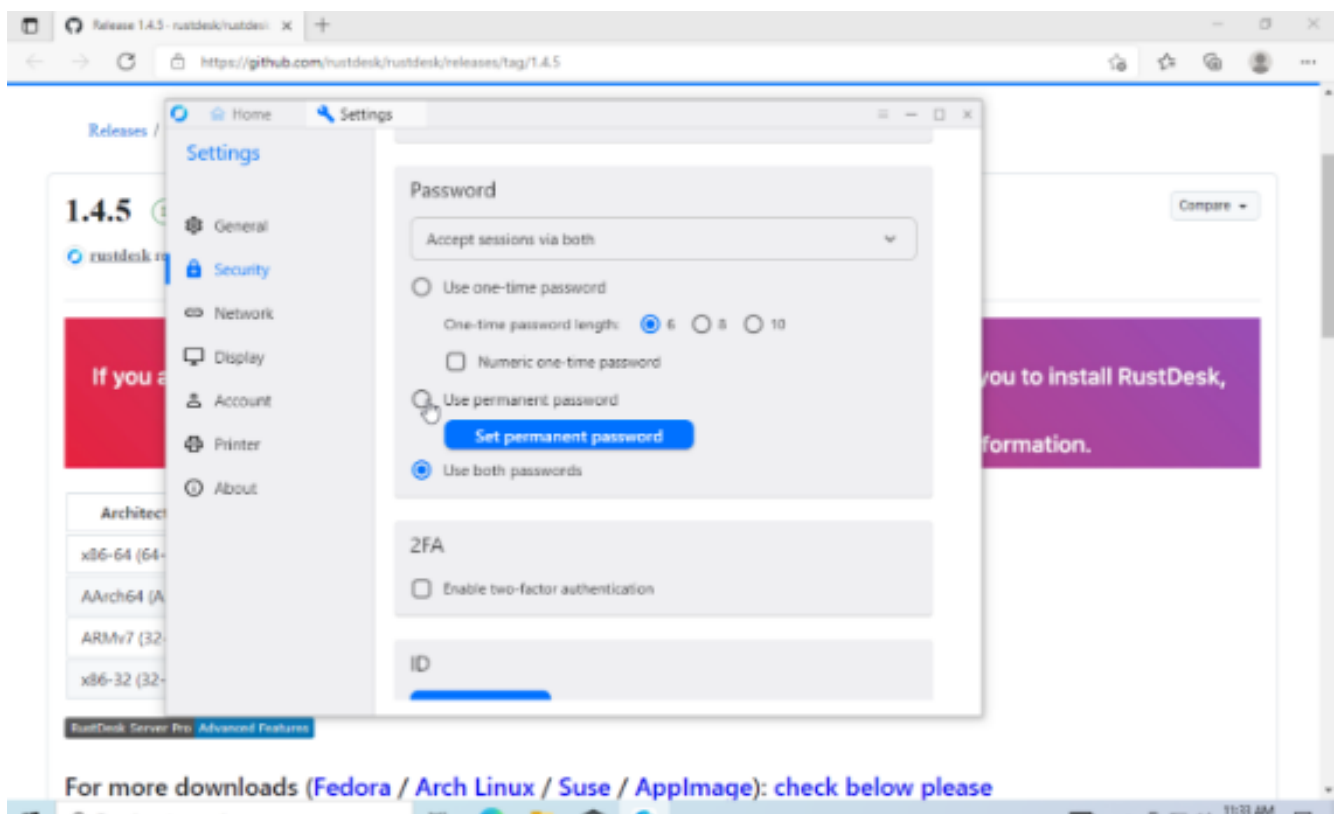 Release 1.4.5 · rustdesk/rustdesk
https://github.com/rustdesk/rustdesk/releases/tag/1.4.5
Releases /
Home
Settings
Settings
General
Security
Network
Display
Account
Printer
About
Password
Accept sessions via both
Use one-time password
One-time password length: 6 8 10
Numeric one-time password
Use permanent password
Set permanent password
Use both passwords
2FA
Enable two-factor authentication
ID
1.4.5
Compare
rustdesk
If you
you to install RustDesk,
formation.
Architect
x86-64 (64-
AArch64 (A
ARMv7 (32-
x86-32 (32-
RustDesk Server Pro Advanced Features
For more downloads (Fedora / Arch Linux / Suse / AppImage): check below please
11:33 AM